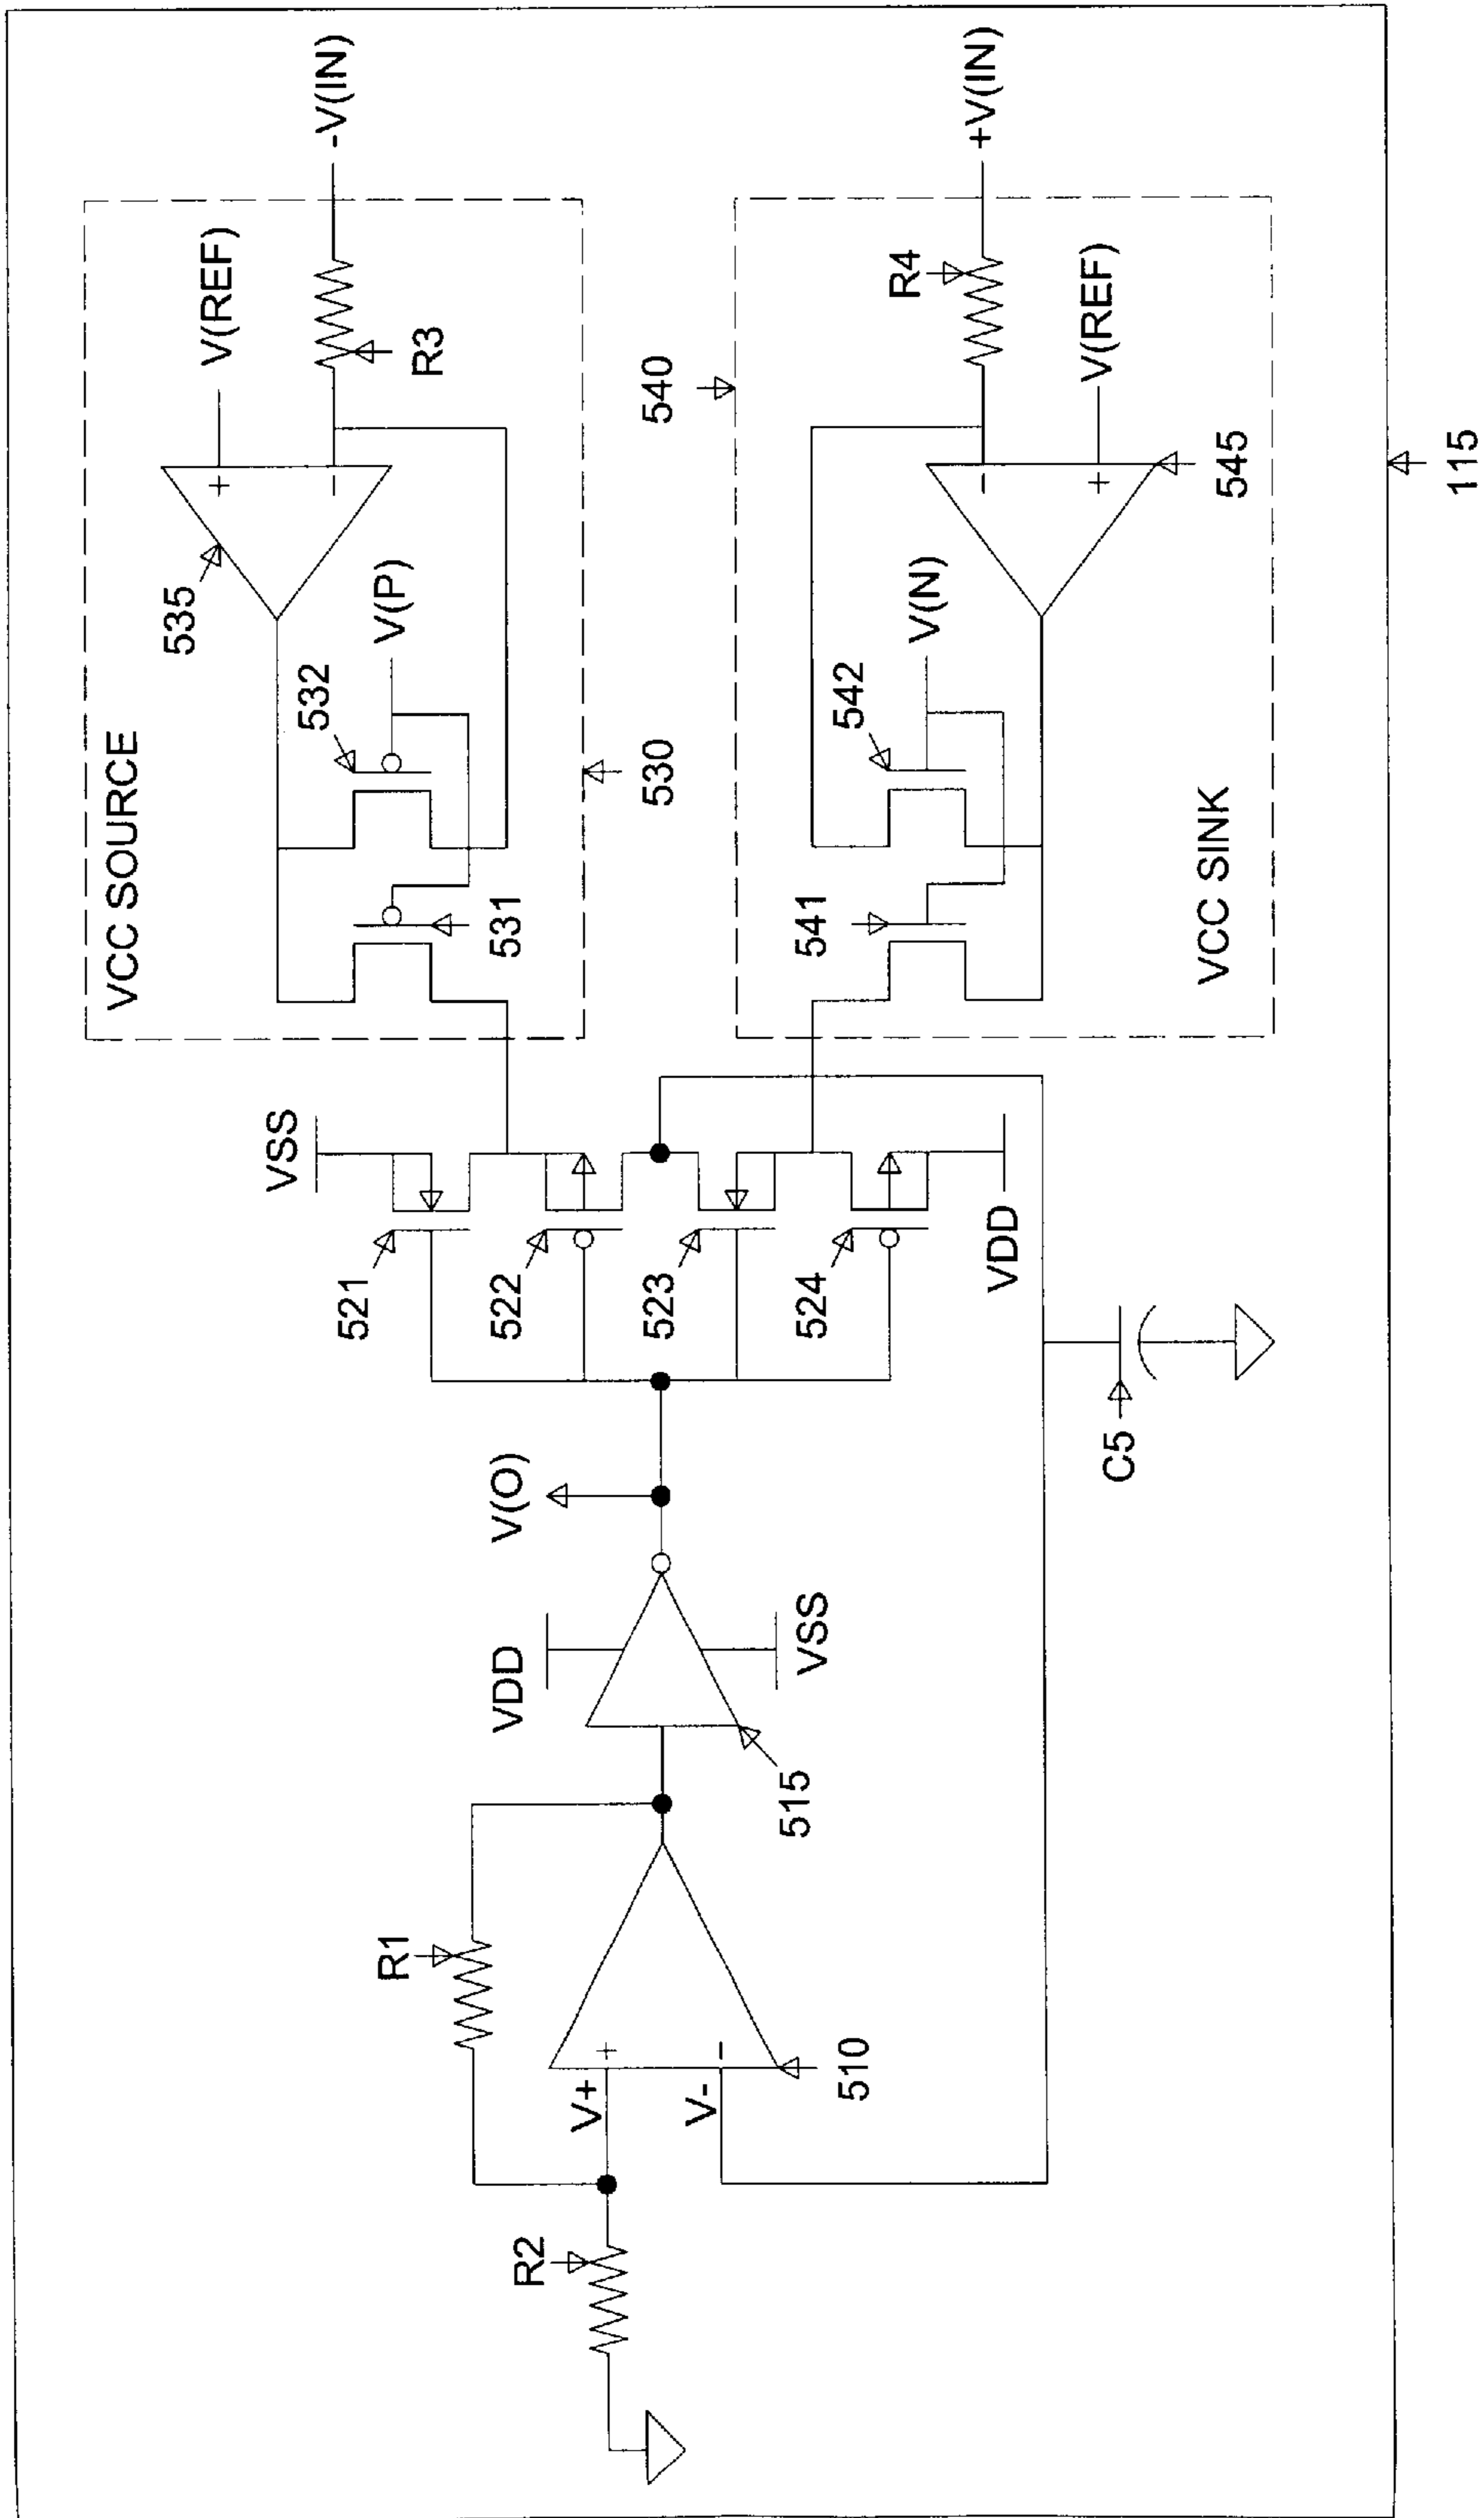 VCC SOURCE
535
V(REF)
-V(IN)
532
V(P)
+
-
R3
531
530
VSS
521
522
523
524
VDD
V(O)
VDD
VSS
515
R1
V+
+
V-
-
510
R2
C5
540
R4
+V(IN)
541
542
V(N)
-
+
V(REF)
545
VCC SINK
115